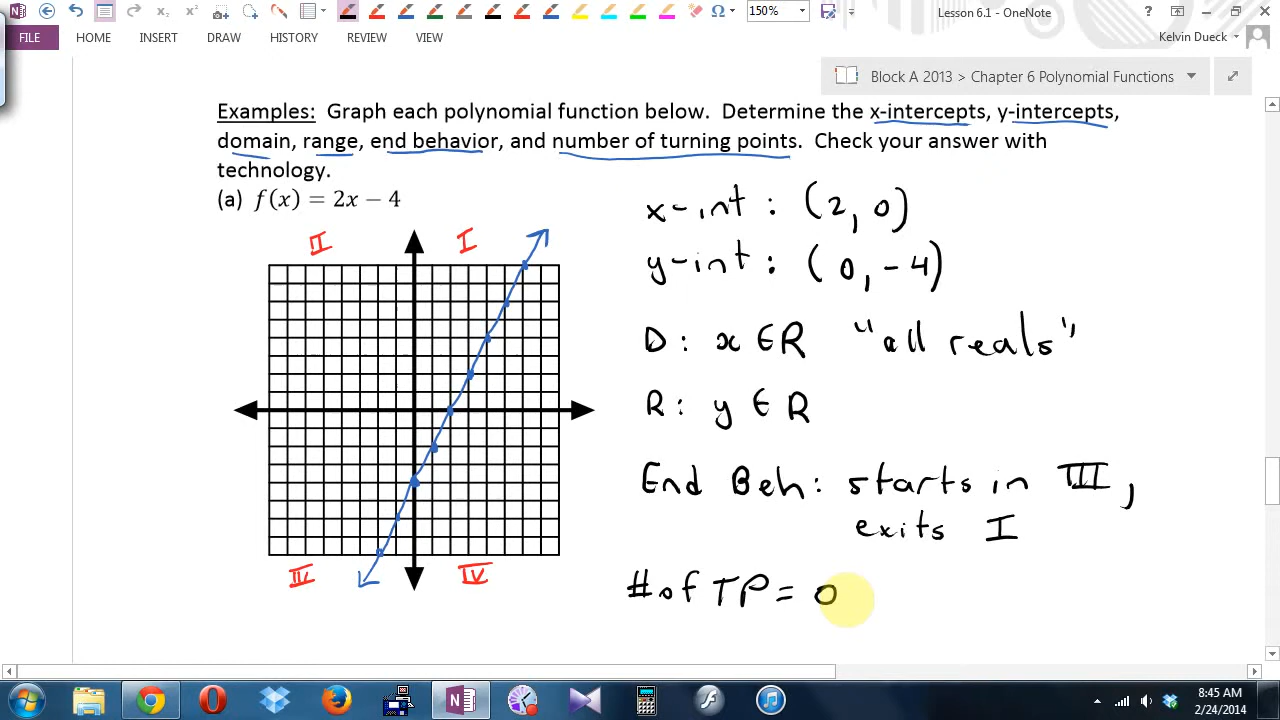 150%
Lesson 6.1 - OneNote
?
FILE
HOME
INSERT
DRAW
HISTORY
REVIEW
VIEW
Kelvin Dueck
Block A 2013 > Chapter 6 Polynomial Functions
Examples: Graph each polynomial function below. Determine the x-intercepts, y-intercepts,
domain, range, end behavior, and number of turning points. Check your answer with
technology.
(a) f(x) = 2x − 4
II
I
III
IV
x-int : (2, 0)
y-int : (0, -4)
D : x ∈ R "all reals"
R : y ∈ R
End Beh : starts in III,
exits I
# of TP = 0
8:45 AM
2/24/2014